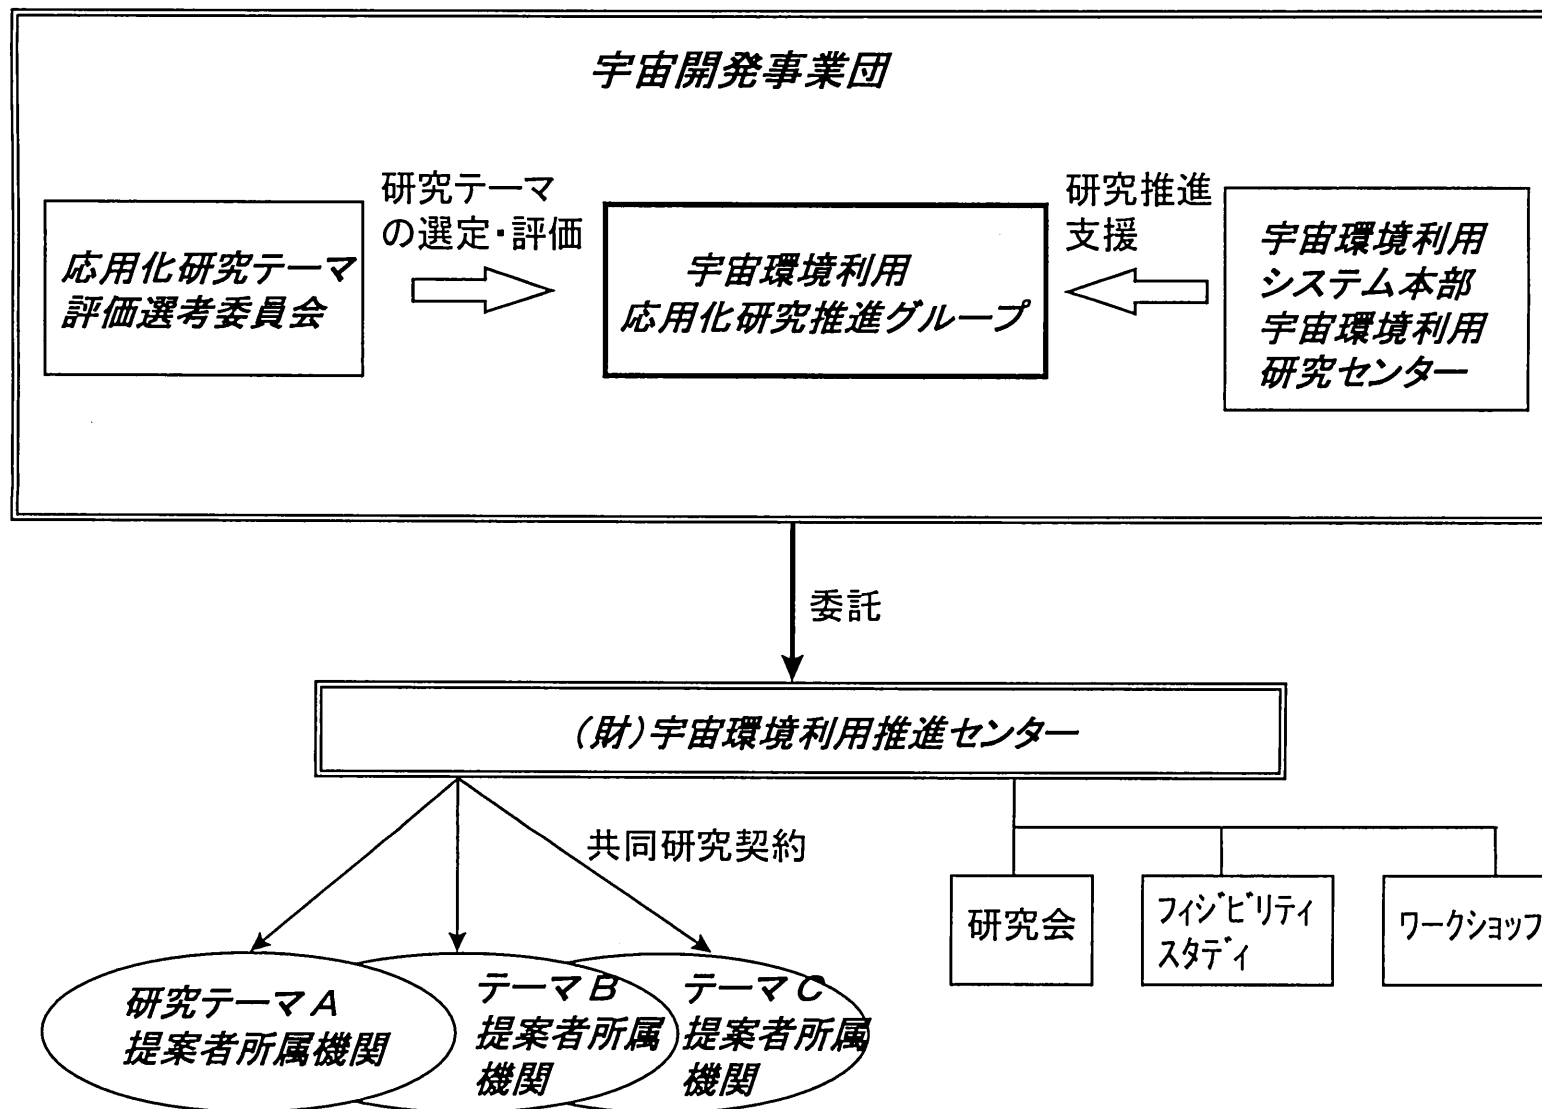 宇宙開発事業団
研究テーマ
の選定・評価
研究推進
支援
応用化研究テーマ
評価選考委員会
宇宙環境利用
応用化研究推進グループ
宇宙環境利用
システム本部
宇宙環境利用
研究センター
委託
(財)宇宙環境利用推進センター
共同研究契約
研究会
フィジビリティ
スタディ
ワークショップ
研究テーマA
提案者所属機関
テーマB
提案者所属
機関
テーマC
提案者所属
機関